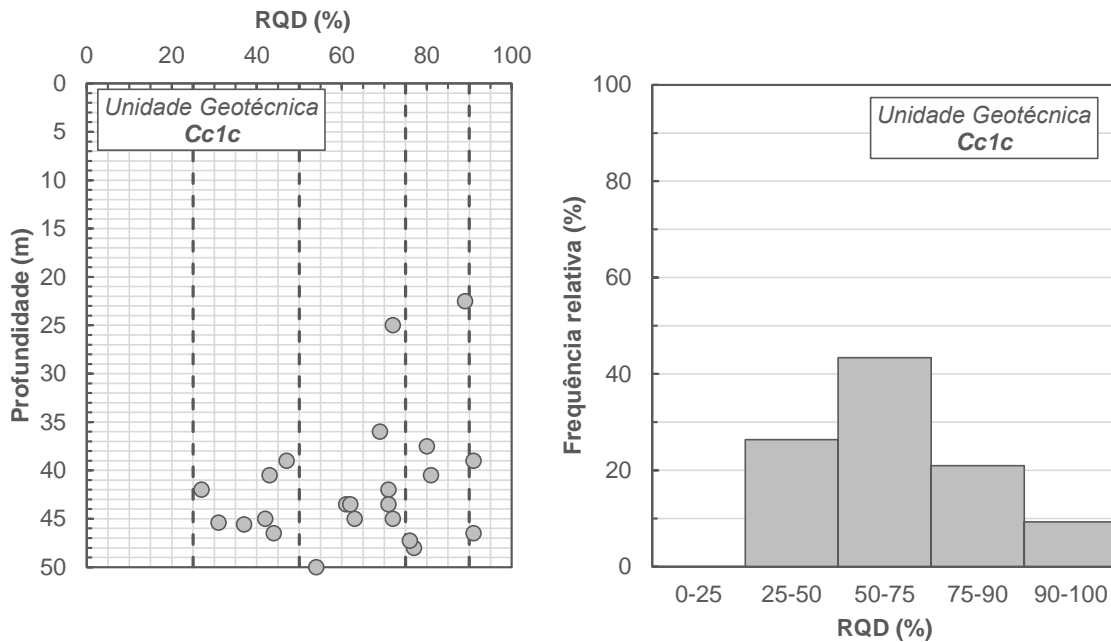 RQD (%)
0 20 40 60 80 100
0
5
10
15
20
25
30
35
40
45
50
Profundidade (m)
Unidade Geotécnica
Cc1c
100
80
60
40
20
0
Frequência relativa (%)
Unidade Geotécnica
Cc1c
0-25 25-50 50-75 75-90 90-100
RQD (%)